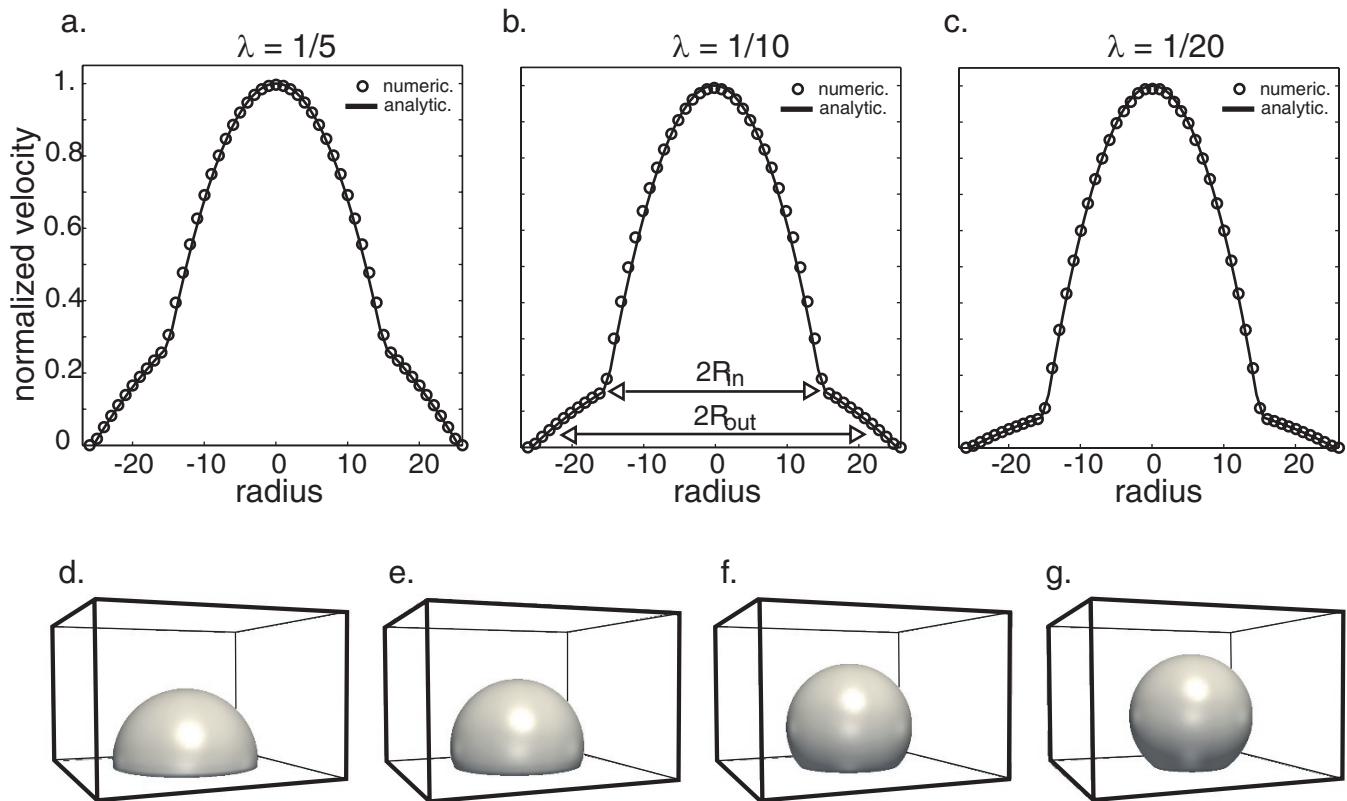 a.
λ = 1/5
b.
λ = 1/10
c.
λ = 1/20
numeric.
analytic.
numeric.
analytic.
numeric.
analytic.
normalized velocity
1.
0.8
0.6
0.4
0.2
0
2Rin
2Rout
-20 -10 0 10 20
-20 -10 0 10 20
-20 -10 0 10 20
radius
radius
radius
d.
e.
f.
g.